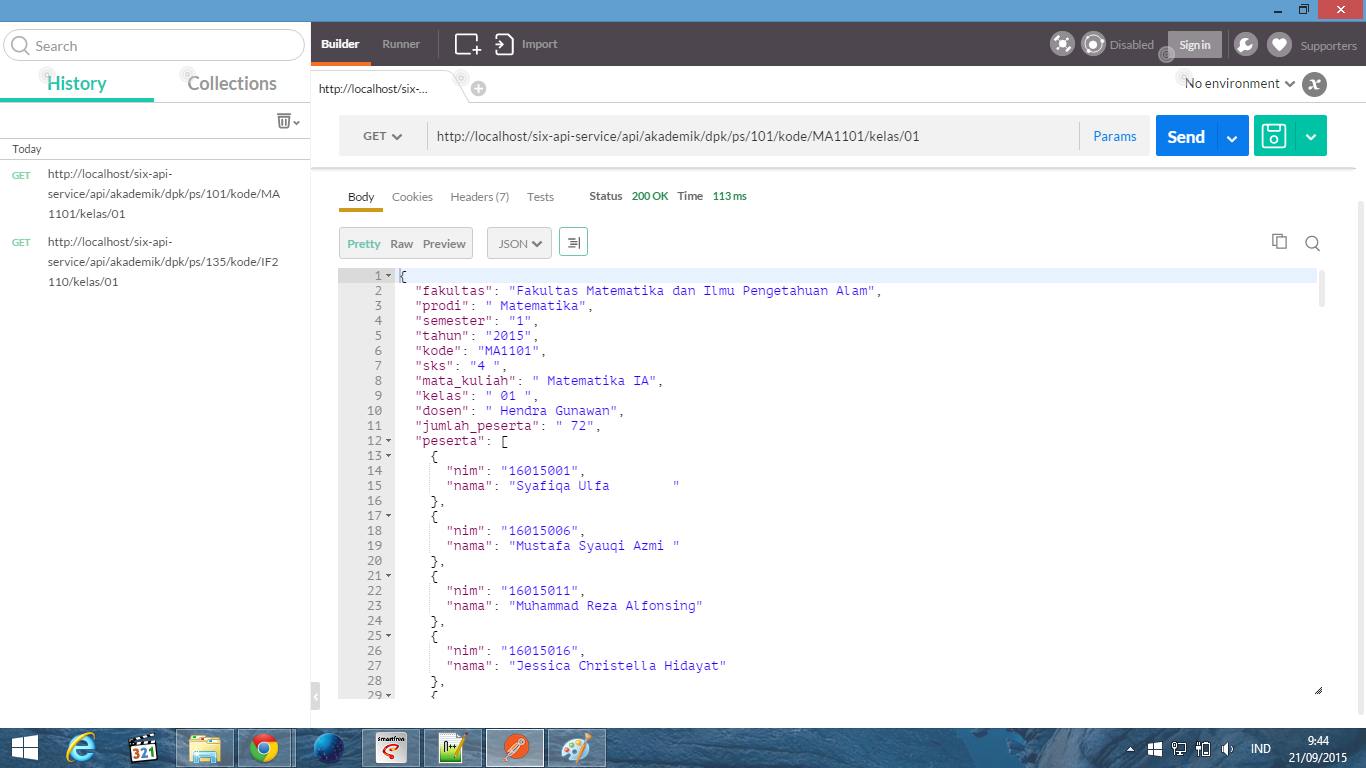 Search
History Collections
Today
GET http://localhost/six-api-
service/api/akademik/dpk/ps/101/kode/MA
1101/kelas/01
GET http://localhost/six-api-
service/api/akademik/dpk/ps/135/kode/IF2
110/kelas/01
Builder Runner Import Disabled Sign in Supporters
http://localhost/six-... No environment
GET http://localhost/six-api-service/api/akademik/dpk/ps/101/kode/MA1101/kelas/01 Params Send
Body Cookies Headers (7) Tests Status 200 OK Time 113 ms
Pretty Raw Preview JSON
1 {
2 "fakultas": "Fakultas Matematika dan Ilmu Pengetahuan Alam",
3 "prodi": " Matematika",
4 "semester": "1",
5 "tahun": "2015",
6 "kode": "MA1101",
7 "sks": "4 ",
8 "mata_kuliah": " Matematika IA",
9 "kelas": " 01 ",
10 "dosen": " Hendra Gunawan",
11 "jumlah_peserta": " 72",
12 "peserta": [
13 {
14 "nim": "16015001",
15 "nama": "Syafiqa Ulfa        "
16 },
17 {
18 "nim": "16015006",
19 "nama": "Mustafa Syauqi Azmi "
20 },
21 {
22 "nim": "16015011",
23 "nama": "Muhammad Reza Alfonsing"
24 },
25 {
26 "nim": "16015016",
27 "nama": "Jessica Christella Hidayat"
28 },
29 {
321 smartfren N++ IND 9:44
21/09/2015